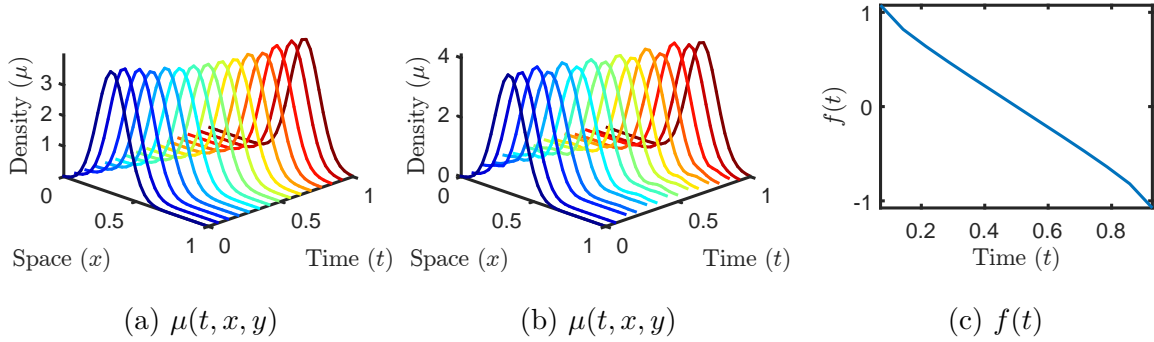 Density (μ)
3
2
1
0
0.5
1
Space (x)
0
0.5
1
Time (t)
(a) μ(t, x, y)
Density (μ)
4
2
0
0
0.5
1
Space (x)
0
0.5
1
Time (t)
(b) μ(t, x, y)
f(t)
1
0
-1
0.2 0.4 0.6 0.8
Time (t)
(c) f(t)